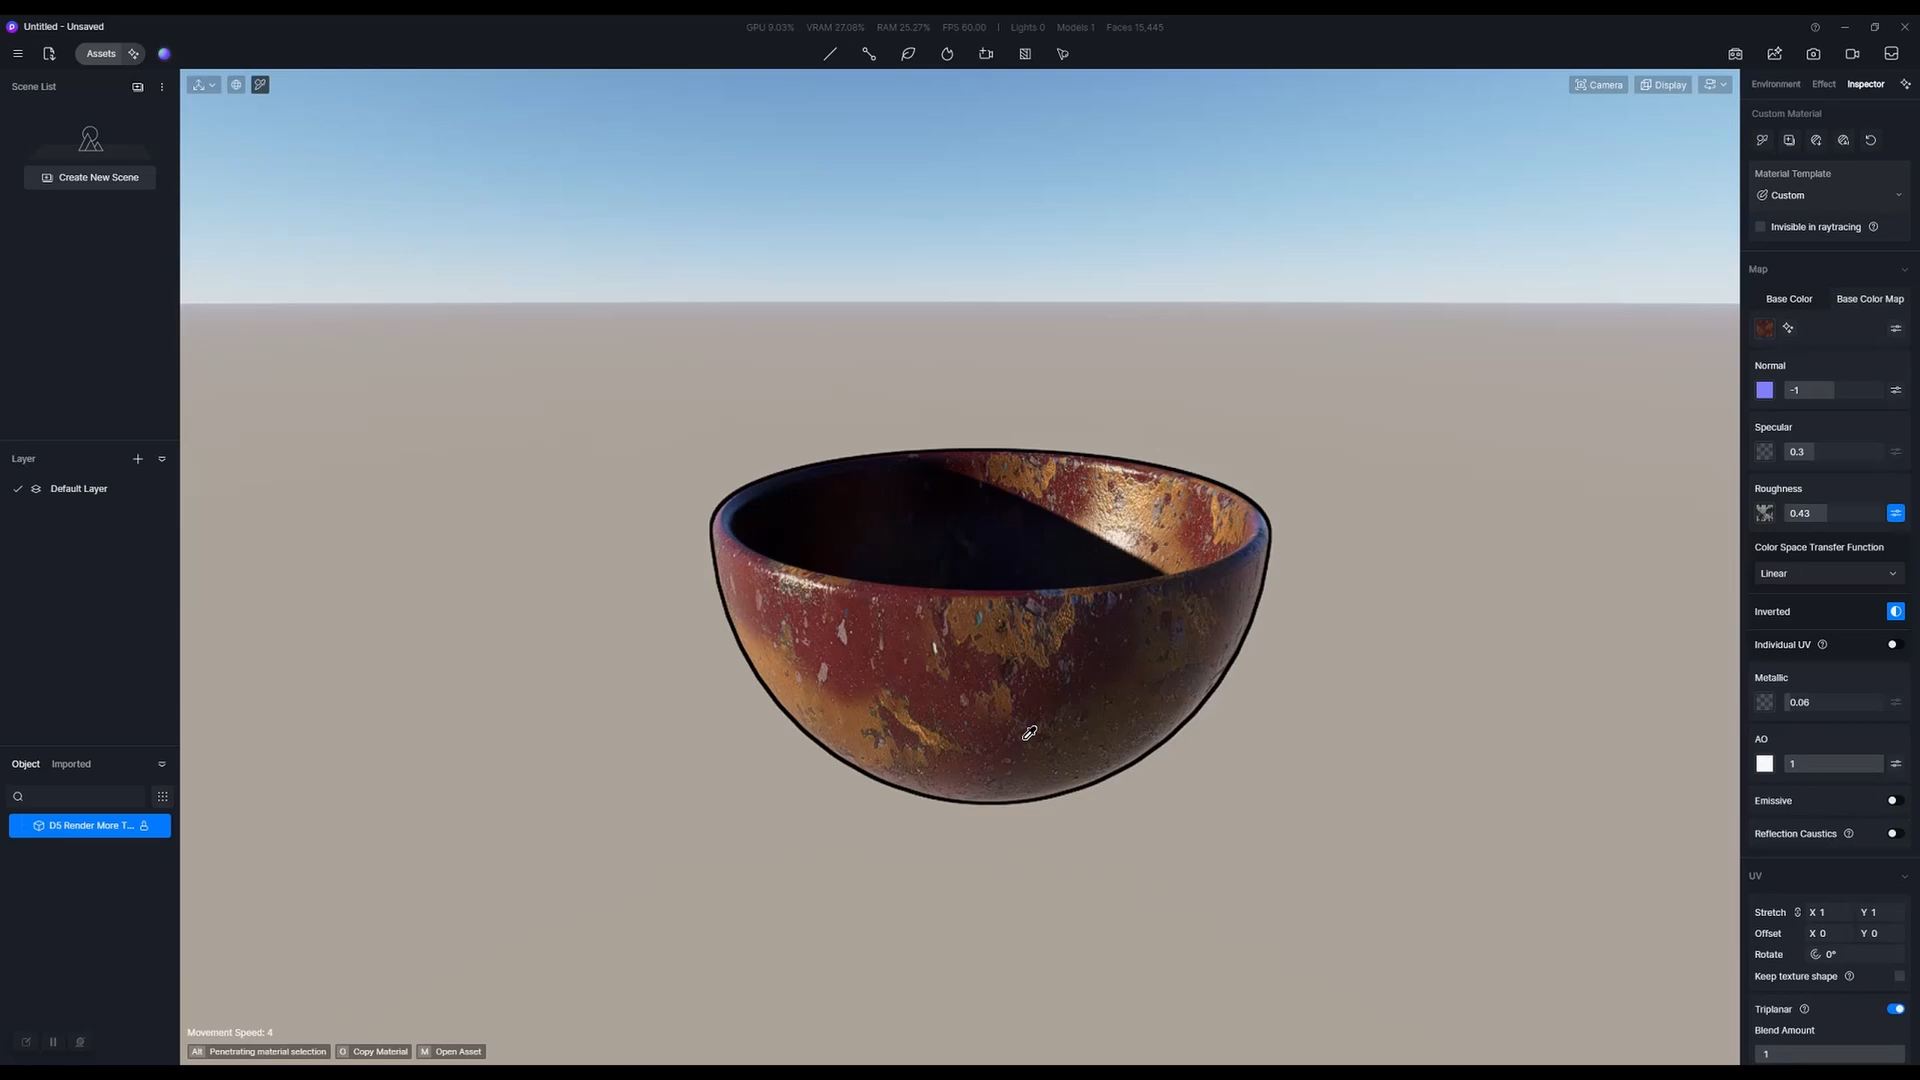 Untitled - Unsaved
GPU 9.03% VRAM 27.08% RAM 25.27% FPS 60.00 | Lights 0 Models 1 Faces 15,445
Assets
Scene List
Create New Scene
Layer
Default Layer
Object Imported
D5 Render More T...
Camera Display
Movement Speed: 4
Alt Penetrating material selection O Copy Material M Open Asset
Environment Effect Inspector
Custom Material
Material Template
Custom
Invisible in raytracing
Map
Base Color Base Color Map
Normal
-1
Specular
0.3
Roughness
0.43
Color Space Transfer Function
Linear
Inverted
Individual UV
Metallic
0.06
AO
1
Emissive
Reflection Caustics
UV
Stretch X 1 Y 1
Offset X 0 Y 0
Rotate 0°
Keep texture shape
Triplanar
Blend Amount
1